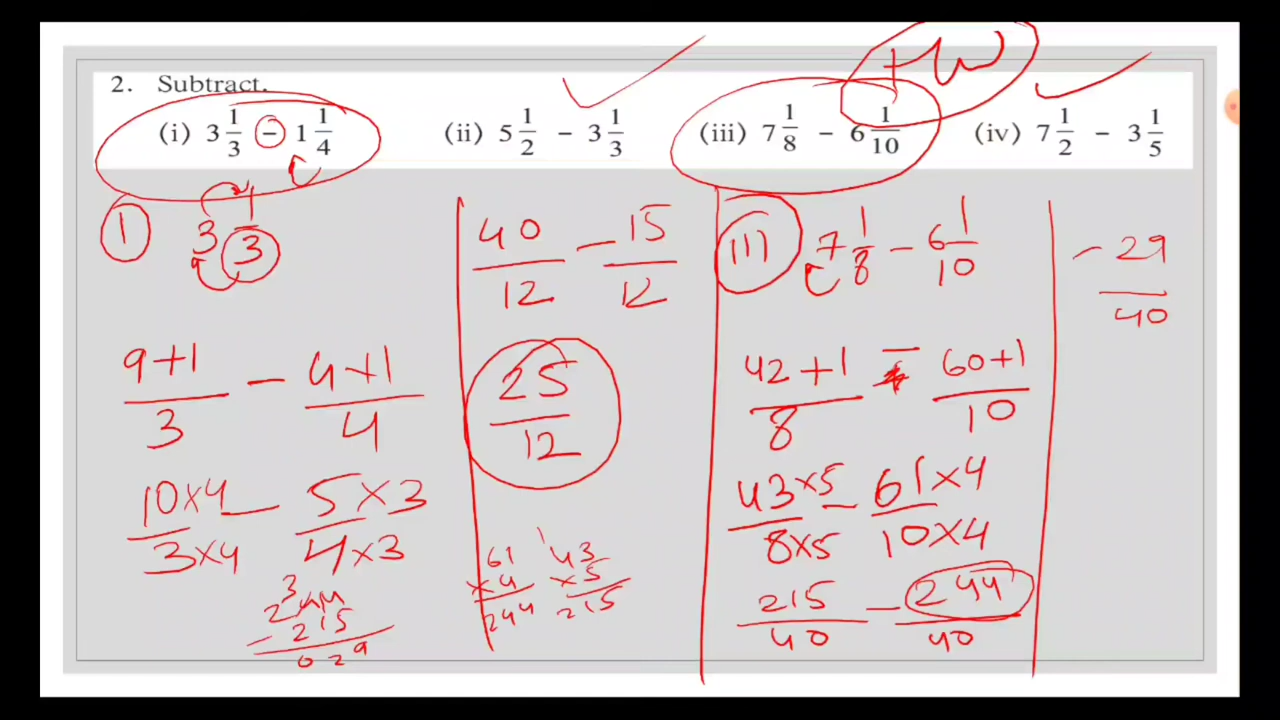 2. Subtract.
(i) 3 1/3 - 1 1/4 (ii) 5 1/2 - 3 1/3 (iii) 7 1/8 - 6 1/10 (iv) 7 1/2 - 3 1/5
HW
(1) 3 1/3
9+1/3 - 4+1/4
10×4/3×4 - 5×3/4×3
244
- 215
029
40/12 - 15/12
25/12
61
×4
244
43
×5
215
(III) 7 1/8 - 6 1/10
42+1/8 - 60+1/10
43×5/8×5 - 61×4/10×4
215/40 - 244/40
- 29/40